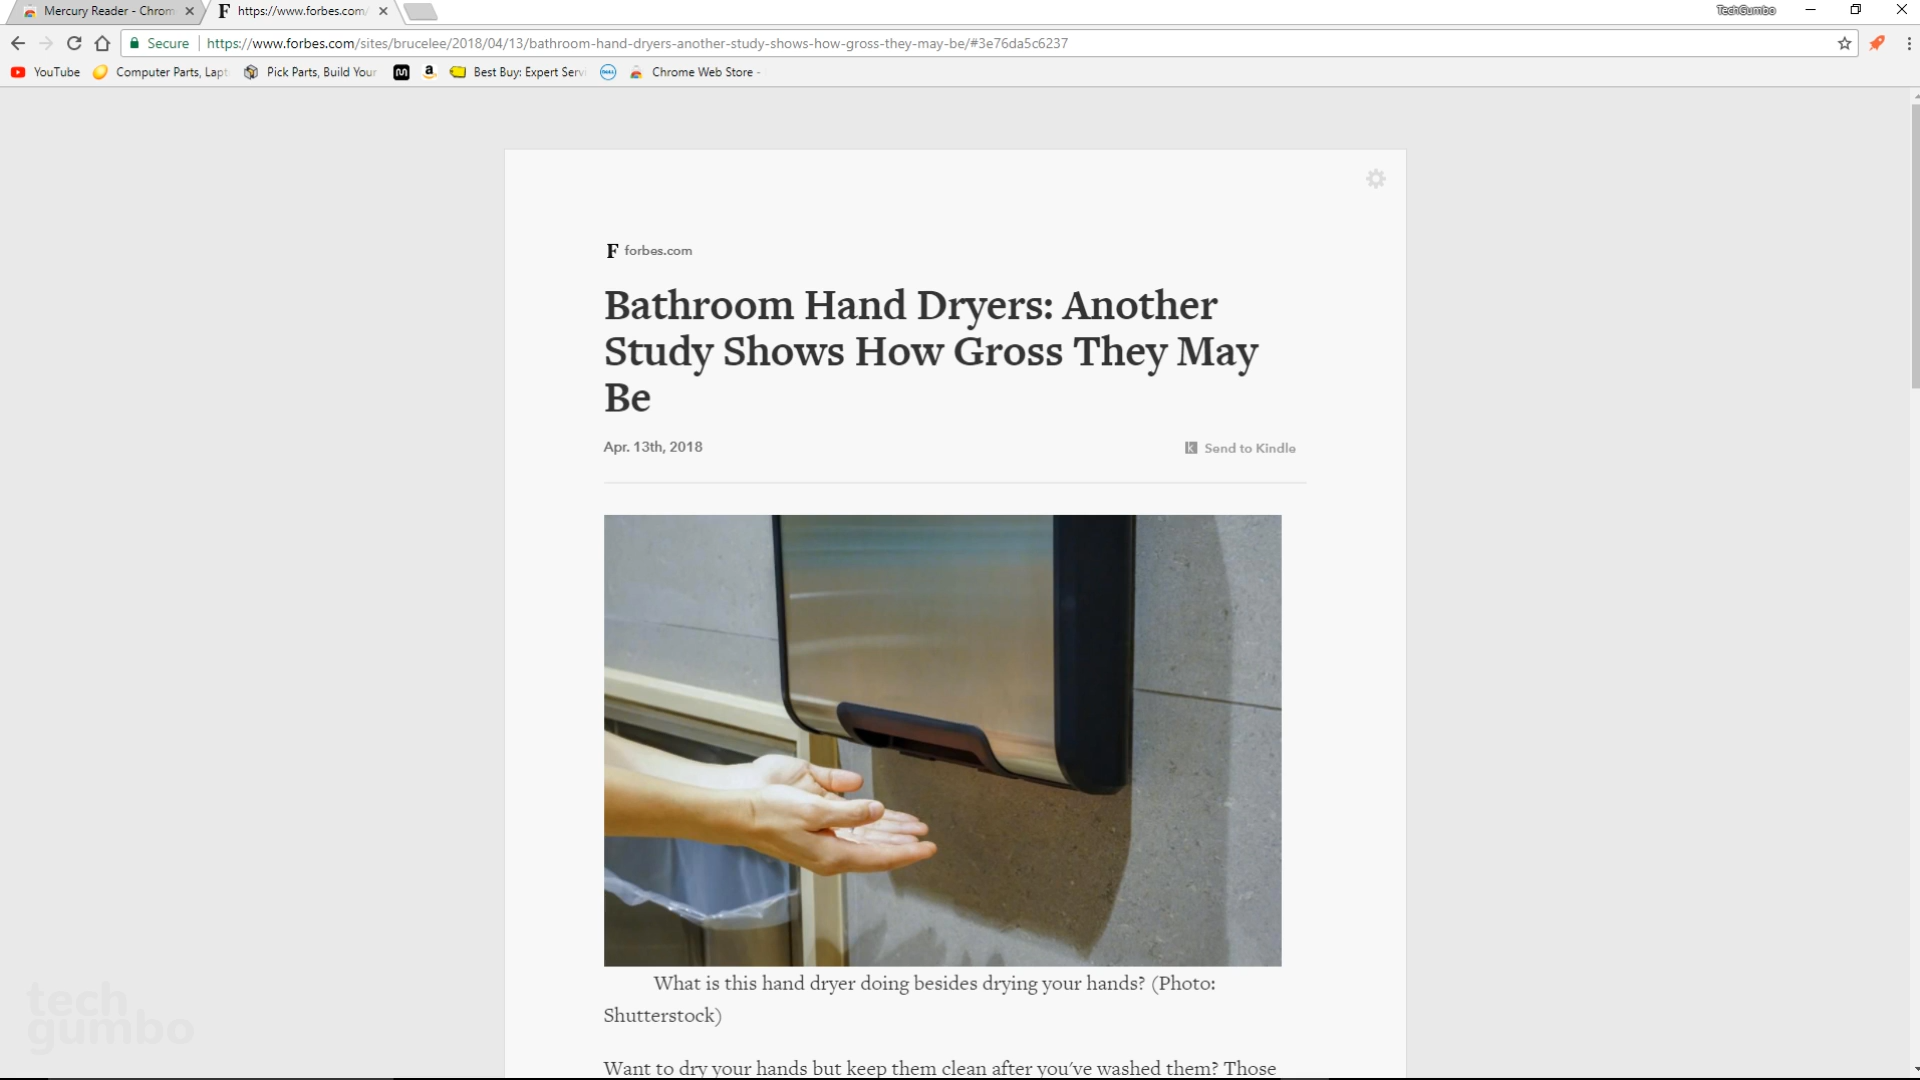 Mercury Reader - Chrom
https://www.forbes.com/
TechGumbo
Secure
https://www.forbes.com/sites/brucelee/2018/04/13/bathroom-hand-dryers-another-study-shows-how-gross-they-may-be/#3e76da5c6237
YouTube
Computer Parts, Lapt
Pick Parts, Build Your
Best Buy: Expert Servi
Chrome Web Store -
F forbes.com
Bathroom Hand Dryers: Another
Study Shows How Gross They May
Be
Apr. 13th, 2018
Send to Kindle
What is this hand dryer doing besides drying your hands? (Photo:
Shutterstock)
Want to dry your hands but keep them clean after you've washed them? Those
tech
gumbo